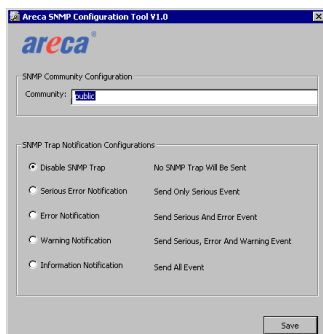 Areca SNMP Configuration Tool V1.0
areca®
SNMP Community Configuration
Community: public
SNMP Trap Notification Configurations
Disable SNMP Trap No SNMP Trap Will Be Sent
Serious Error Notification Send Only Serious Event
Error Notification Send Serious And Error Event
Warning Notification Send Serious, Error And Warning Event
Information Notification Send All Event
Save